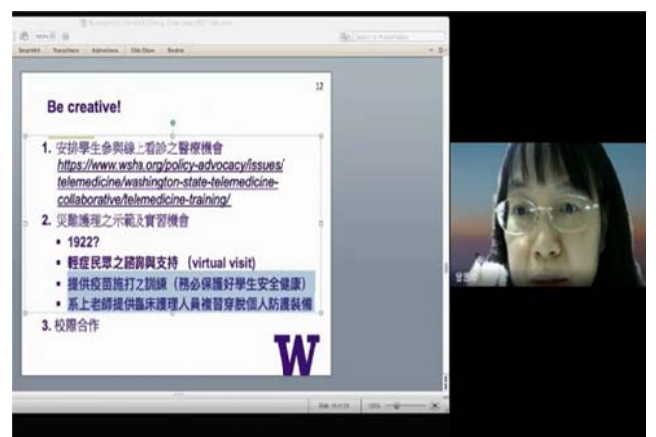 12
Be creative!
1. 安排學生參與線上看診之醫療機會
https://www.wsha.org/policy-advocacy/issues/
telemedicine/washington-state-telemedicine-
collaborative/telemedicine-training/
2. 災難護理之示範及實習機會
• 1922?
• 輕症民眾之諮詢與支持 （virtual visit)
• 提供疫苗施打之訓練（務必保護好學生安全健康）
• 系上老師提供臨床護理人員複習穿脫個人防護裝備
3. 校際合作
W